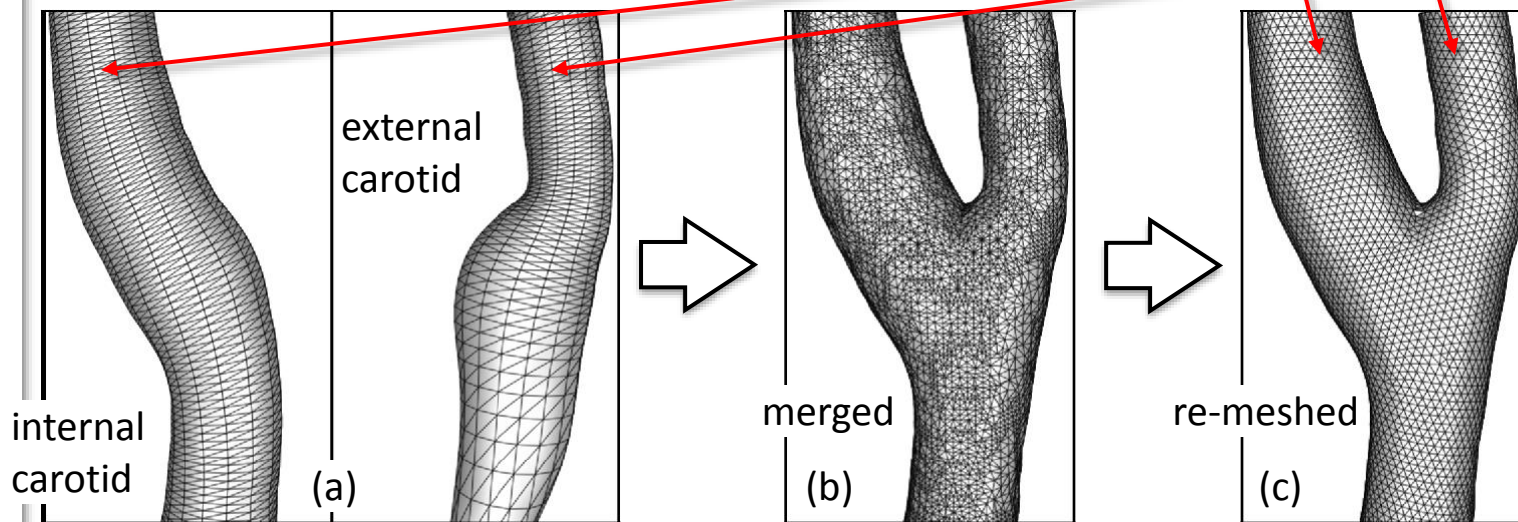 external
carotid
internal
carotid
(a)
merged
(b)
re-meshed
(c)